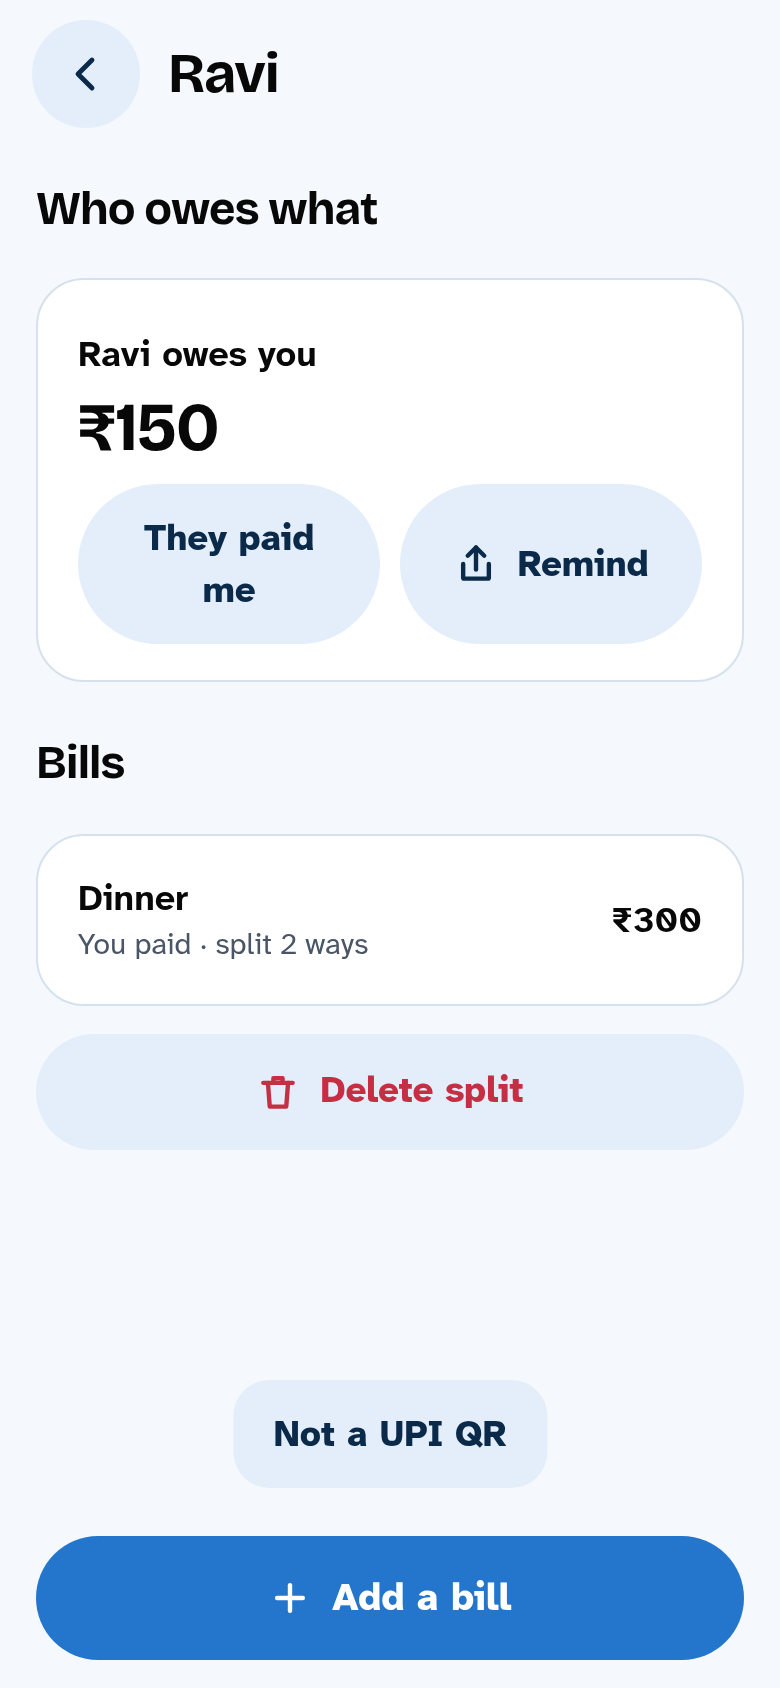 Ravi
Who owes what
Ravi owes you
₹150
They paid
me
Remind
Bills
Dinner
You paid · split 2 ways
₹300
Delete split
Not a UPI QR
Add a bill